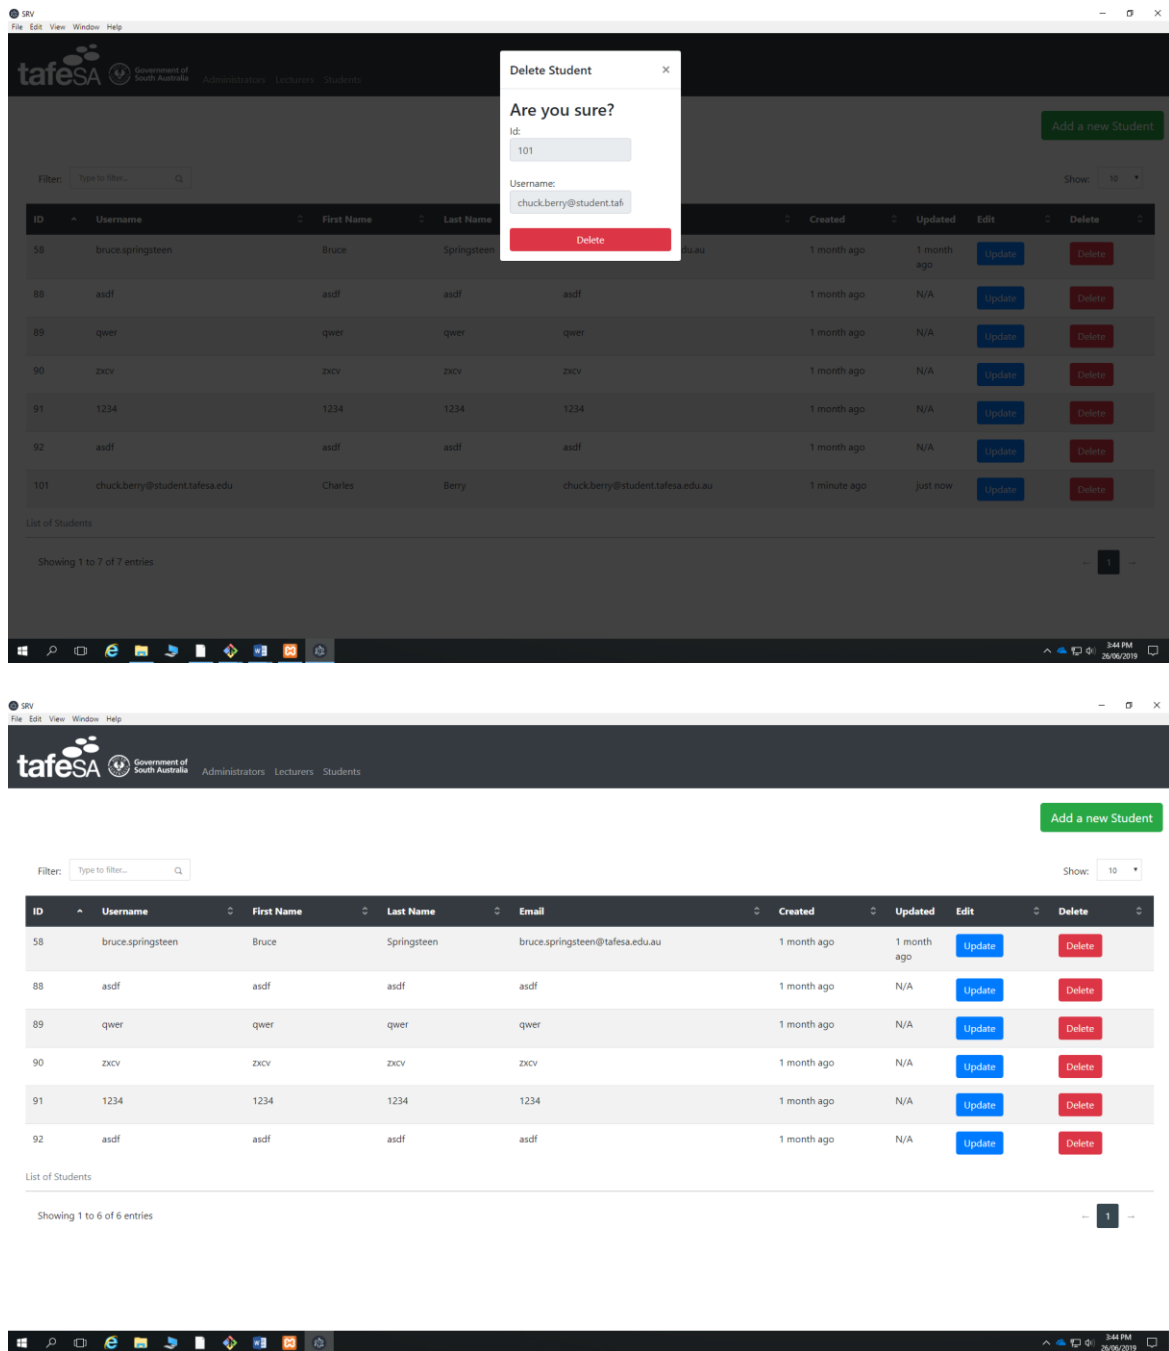 SRV
File Edit View Window Help
tafeSA Government of South Australia Administrators Lecturers Students
Delete Student ×
Are you sure?
Id:
101
Username:
chuck.berry@student.taf
Delete
Add a new Student
Filter: Type to filter... Show: 10
ID Username First Name Last Name Created Updated Edit Delete
58 bruce.springsteen Bruce Springsteen du.au 1 month ago 1 month ago Update Delete
88 asdf asdf asdf asdf 1 month ago N/A Update Delete
89 qwer qwer qwer qwer 1 month ago N/A Update Delete
90 zxcv zxcv zxcv zxcv 1 month ago N/A Update Delete
91 1234 1234 1234 1234 1 month ago N/A Update Delete
92 asdf asdf asdf asdf 1 month ago N/A Update Delete
101 chuck.berry@student.tafesa.edu Charles Berry chuck.berry@student.tafesa.edu.au 1 minute ago just now Update Delete
List of Students
Showing 1 to 7 of 7 entries ← 1 →
3:44 PM
26/06/2019
SRV
File Edit View Window Help
tafeSA Government of South Australia Administrators Lecturers Students
Add a new Student
Filter: Type to filter... Show: 10
ID Username First Name Last Name Email Created Updated Edit Delete
58 bruce.springsteen Bruce Springsteen bruce.springsteen@tafesa.edu.au 1 month ago 1 month ago Update Delete
88 asdf asdf asdf asdf 1 month ago N/A Update Delete
89 qwer qwer qwer qwer 1 month ago N/A Update Delete
90 zxcv zxcv zxcv zxcv 1 month ago N/A Update Delete
91 1234 1234 1234 1234 1 month ago N/A Update Delete
92 asdf asdf asdf asdf 1 month ago N/A Update Delete
List of Students
Showing 1 to 6 of 6 entries ← 1 →
3:44 PM
26/06/2019